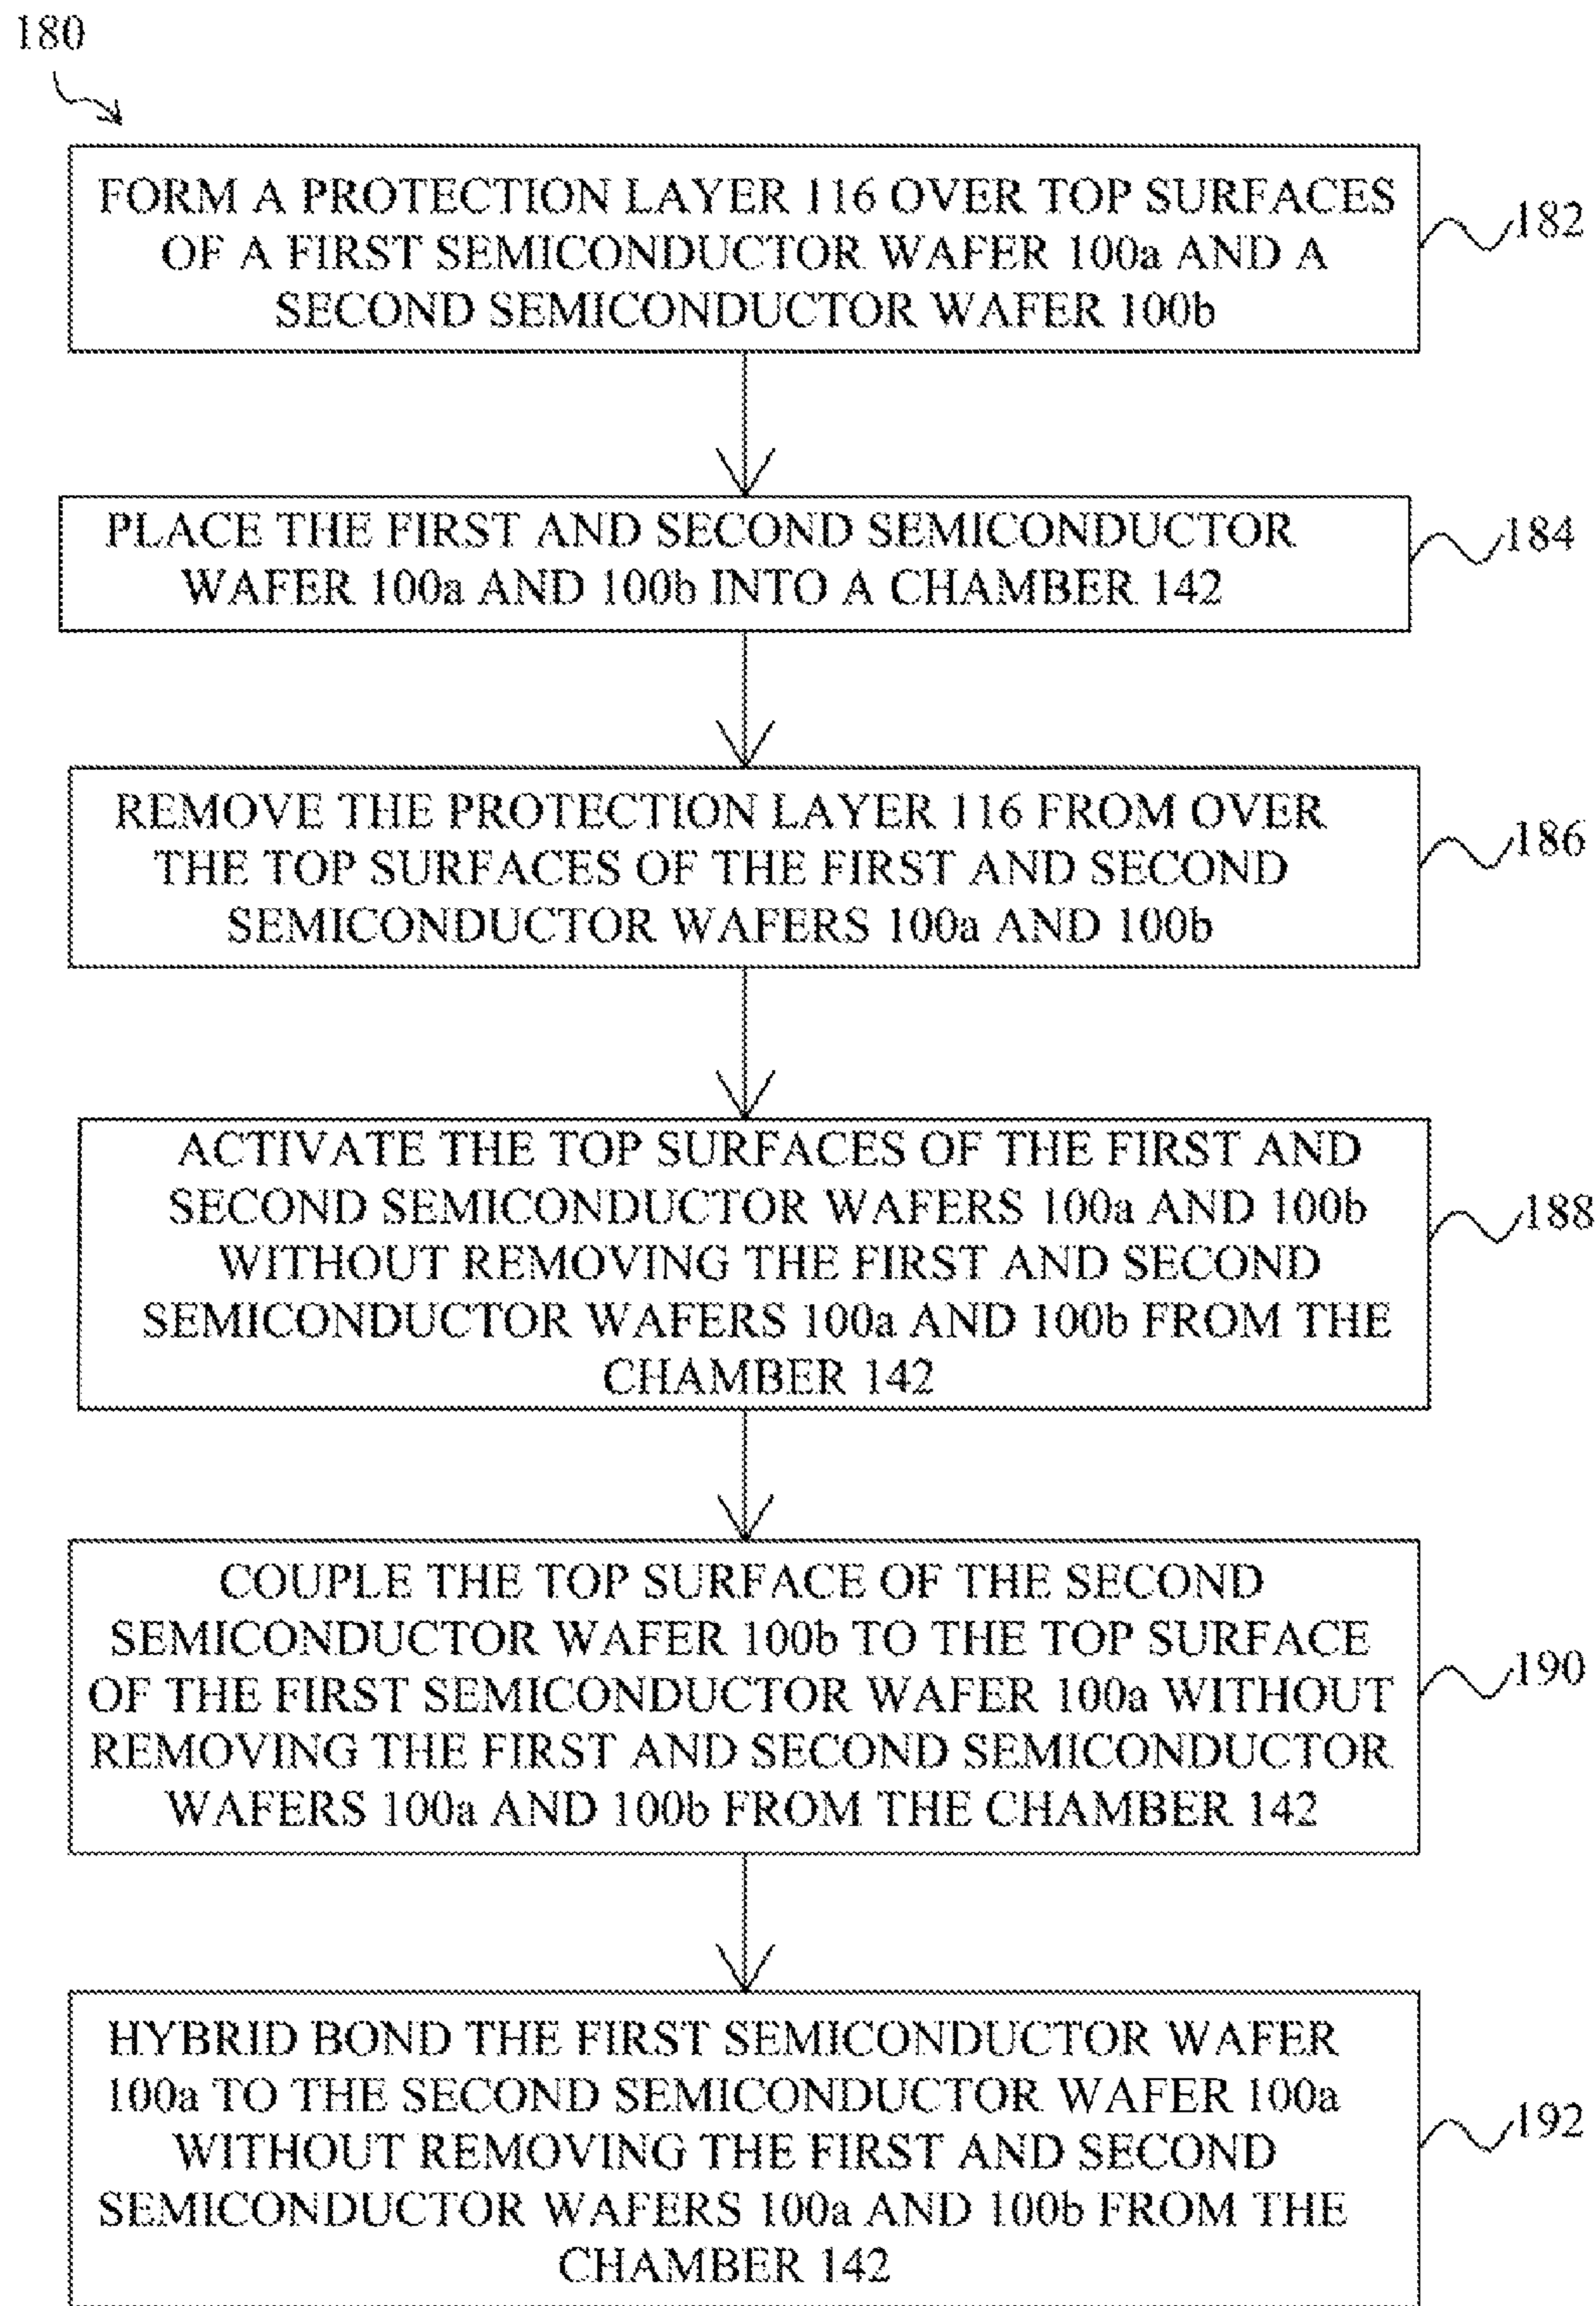 180
FORM A PROTECTION LAYER 116 OVER TOP SURFACES
OF A FIRST SEMICONDUCTOR WAFER 100a AND A
SECOND SEMICONDUCTOR WAFER 100b
182
PLACE THE FIRST AND SECOND SEMICONDUCTOR
WAFER 100a AND 100b INTO A CHAMBER 142
184
REMOVE THE PROTECTION LAYER 116 FROM OVER
THE TOP SURFACES OF THE FIRST AND SECOND
SEMICONDUCTOR WAFERS 100a AND 100b
186
ACTIVATE THE TOP SURFACES OF THE FIRST AND
SECOND SEMICONDUCTOR WAFERS 100a AND 100b
WITHOUT REMOVING THE FIRST AND SECOND
SEMICONDUCTOR WAFERS 100a AND 100b FROM THE
CHAMBER 142
188
COUPLE THE TOP SURFACE OF THE SECOND
SEMICONDUCTOR WAFER 100b TO THE TOP SURFACE
OF THE FIRST SEMICONDUCTOR WAFER 100a WITHOUT
REMOVING THE FIRST AND SECOND SEMICONDUCTOR
WAFERS 100a AND 100b FROM THE CHAMBER 142
190
HYBRID BOND THE FIRST SEMICONDUCTOR WAFER
100a TO THE SECOND SEMICONDUCTOR WAFER 100a
WITHOUT REMOVING THE FIRST AND SECOND
SEMICONDUCTOR WAFERS 100a AND 100b FROM THE
CHAMBER 142
192